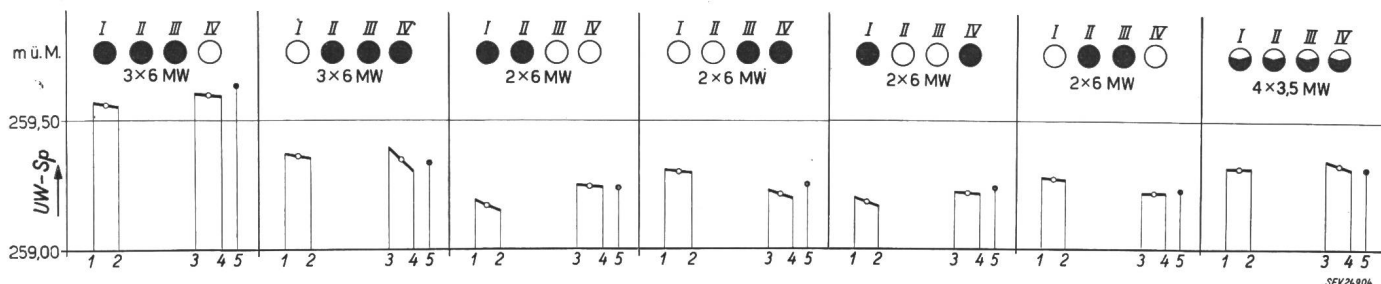 I II III IV I II III IV I II III IV I II III IV I II III IV I II III IV I II III IV
m ü.M.
3×6 MW 3×6 MW 2×6 MW 2×6 MW 2×6 MW 2×6 MW 4×3,5 MW
259,50
UW-Sp
259,00
1 2 3 4 5 1 2 3 4 5 1 2 3 4 5 1 2 3 4 5 1 2 3 4 5 1 2 3 4 5 1 2 3 4 5
SEV24904